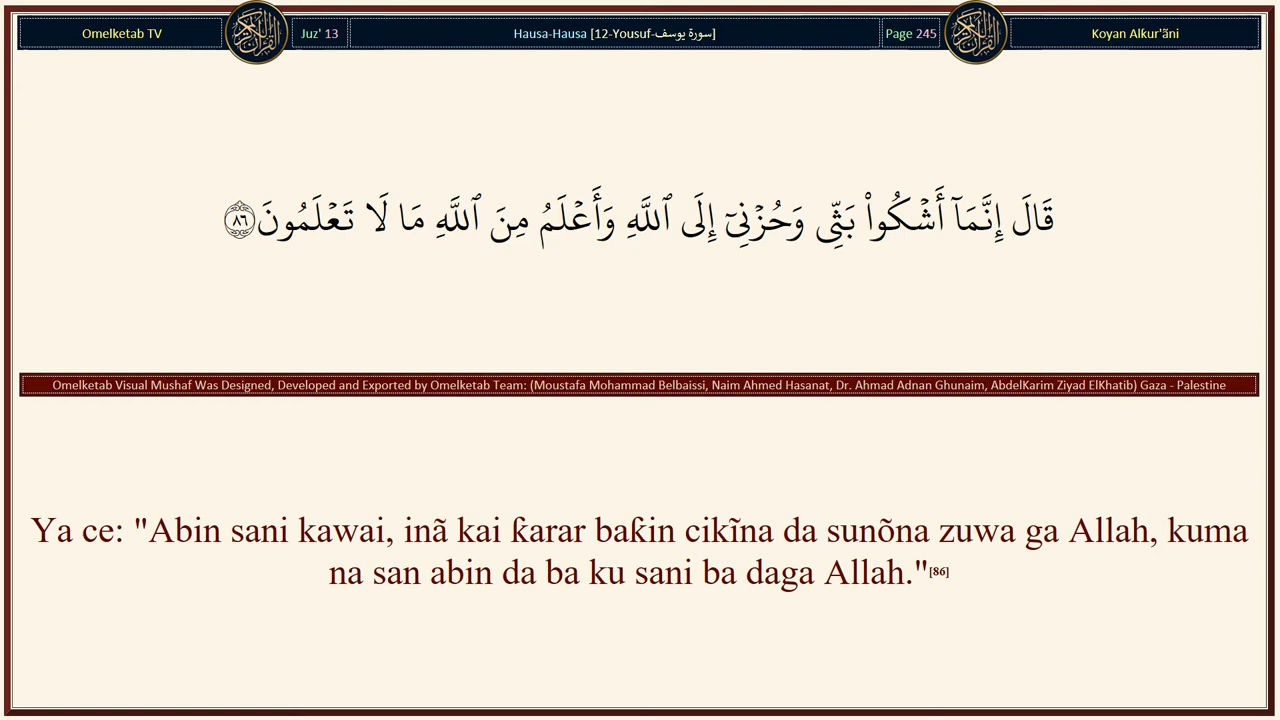 Omelketab TV
Juz' 13
Hausa-Hausa [12-Yousuf-سورة يوسف]
Page 245
Koyan Alƙur'ãni
قَالَ إِنَّمَآ أَشْكُوا۟ بَثِّى وَحُزْنِىٓ إِلَى ٱللَّهِ وَأَعْلَمُ مِنَ ٱللَّهِ مَا لَا تَعْلَمُونَ ٨٦
Omelketab Visual Mushaf Was Designed, Developed and Exported by Omelketab Team: (Moustafa Mohammad Belbaissi, Naim Ahmed Hasanat, Dr. Ahmad Adnan Ghunaim, AbdelKarim Ziyad ElKhatib) Gaza - Palestine
Ya ce: "Abin sani kawai, inã kai ƙarar baƙin cikĩna da sunõna zuwa ga Allah, kuma
na san abin da ba ku sani ba daga Allah."[86]